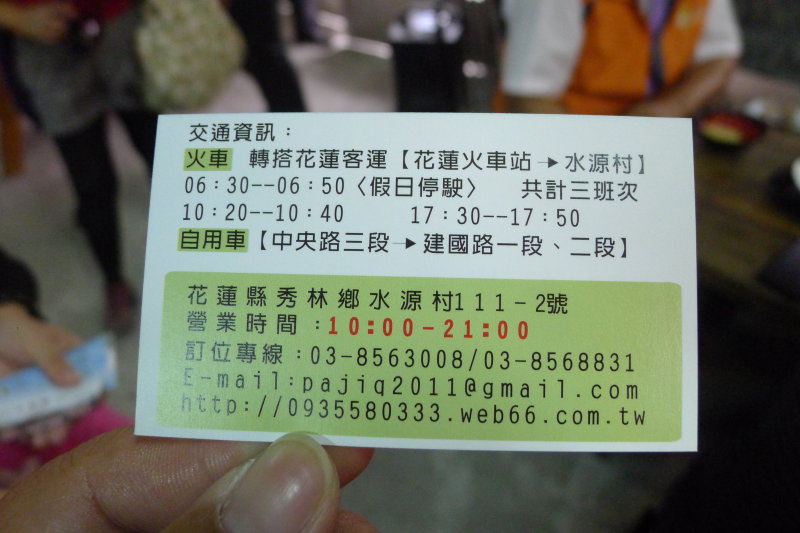 交通資訊：
火車 轉搭花蓮客運【花蓮火車站→水源村】
06：30--06：50〈假日停駛〉 共計三班次
10：20--10：40 17：30--17：50
自用車【中央路三段→建國路一段、二段】
花蓮縣秀林鄉水源村111-2號
營業時間：10:00-21:00
訂位專線：03-8563008/03-8568831
E-mail:pajiq2011@gmail.com
http://0935580333.web66.com.tw